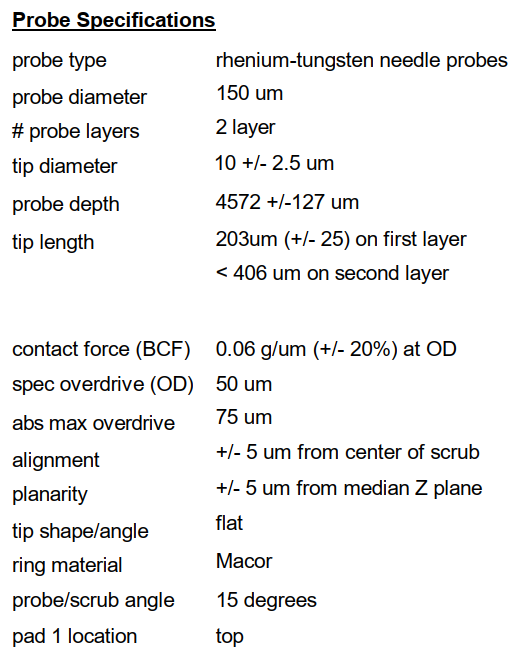 Probe Specifications
probe type rhenium-tungsten needle probes
probe diameter 150 um
# probe layers 2 layer
tip diameter 10 +/- 2.5 um
probe depth 4572 +/-127 um
tip length 203um (+/- 25) on first layer
< 406 um on second layer
contact force (BCF) 0.06 g/um (+/- 20%) at OD
spec overdrive (OD) 50 um
abs max overdrive 75 um
alignment +/- 5 um from center of scrub
planarity +/- 5 um from median Z plane
tip shape/angle flat
ring material Macor
probe/scrub angle 15 degrees
pad 1 location top